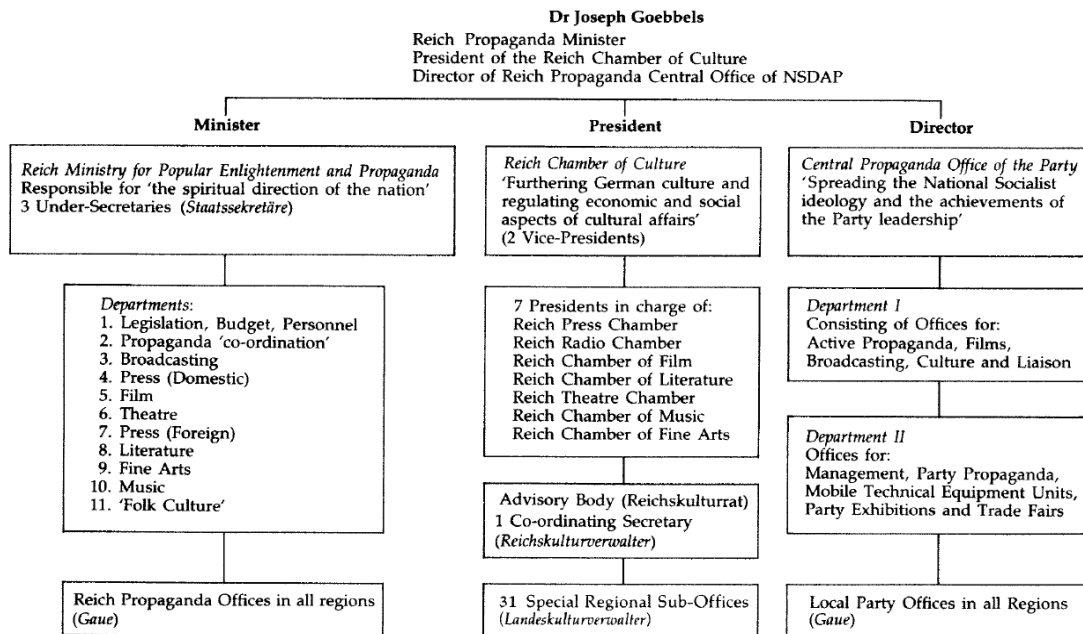 Dr Joseph Goebbels
Reich Propaganda Minister
President of the Reich Chamber of Culture
Director of Reich Propaganda Central Office of NSDAP
Minister
Reich Ministry for Popular Enlightenment and Propaganda
Responsible for 'the spiritual direction of the nation'
3 Under-Secretaries (Staatssekretäre)
Departments:
1. Legislation, Budget, Personnel
2. Propaganda 'co-ordination'
3. Broadcasting
4. Press (Domestic)
5. Film
6. Theatre
7. Press (Foreign)
8. Literature
9. Fine Arts
10. Music
11. 'Folk Culture'
Reich Propaganda Offices in all regions
(Gaue)
President
Reich Chamber of Culture
'Furthering German culture and
regulating economic and social
aspects of cultural affairs'
(2 Vice-Presidents)
7 Presidents in charge of:
Reich Press Chamber
Reich Radio Chamber
Reich Chamber of Film
Reich Chamber of Literature
Reich Theatre Chamber
Reich Chamber of Music
Reich Chamber of Fine Arts
Advisory Body (Reichskulturrat)
1 Co-ordinating Secretary
(Reichskulturverwalter)
31 Special Regional Sub-Offices
(Landeskulturverwalter)
Director
Central Propaganda Office of the Party
'Spreading the National Socialist
ideology and the achievements of
the Party leadership'
Department I
Consisting of Offices for:
Active Propaganda, Films,
Broadcasting, Culture and Liaison
Department II
Offices for:
Management, Party Propaganda,
Mobile Technical Equipment Units,
Party Exhibitions and Trade Fairs
Local Party Offices in all Regions
(Gaue)